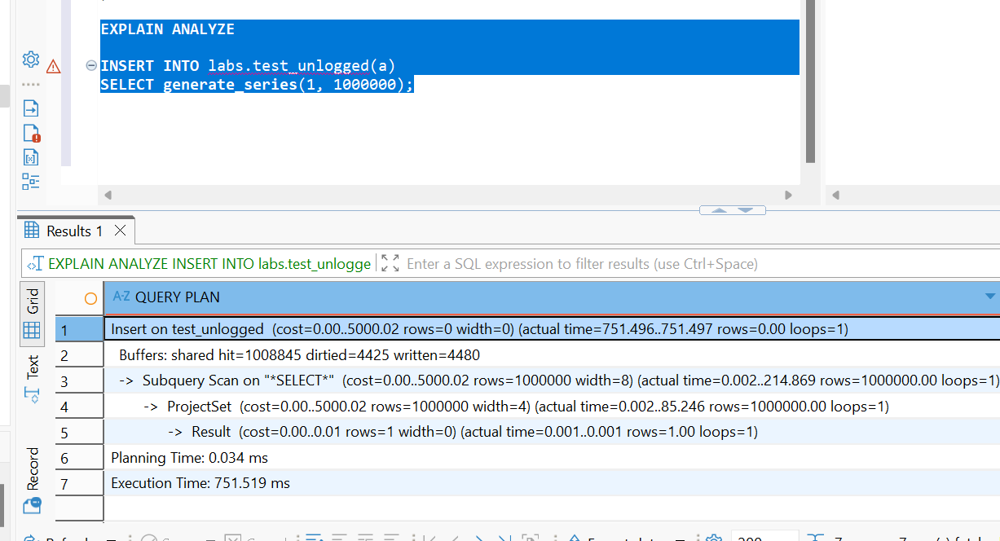 EXPLAIN ANALYZE
INSERT INTO labs.test_unlogged(a)
SELECT generate_series(1, 1000000);
Results 1
EXPLAIN ANALYZE INSERT INTO labs.test_unlogge
Enter a SQL expression to filter results (use Ctrl+Space)
Grid
Text
Record
A-Z QUERY PLAN
1 Insert on test_unlogged (cost=0.00..5000.02 rows=0 width=0) (actual time=751.496..751.497 rows=0.00 loops=1)
2 Buffers: shared hit=1008845 dirtied=4425 written=4480
3 -> Subquery Scan on "*SELECT*" (cost=0.00..5000.02 rows=1000000 width=8) (actual time=0.002..214.869 rows=1000000.00 loops=1)
4 -> ProjectSet (cost=0.00..5000.02 rows=1000000 width=4) (actual time=0.002..85.246 rows=1000000.00 loops=1)
5 -> Result (cost=0.00..0.01 rows=1 width=0) (actual time=0.001..0.001 rows=1.00 loops=1)
6 Planning Time: 0.034 ms
7 Execution Time: 751.519 ms